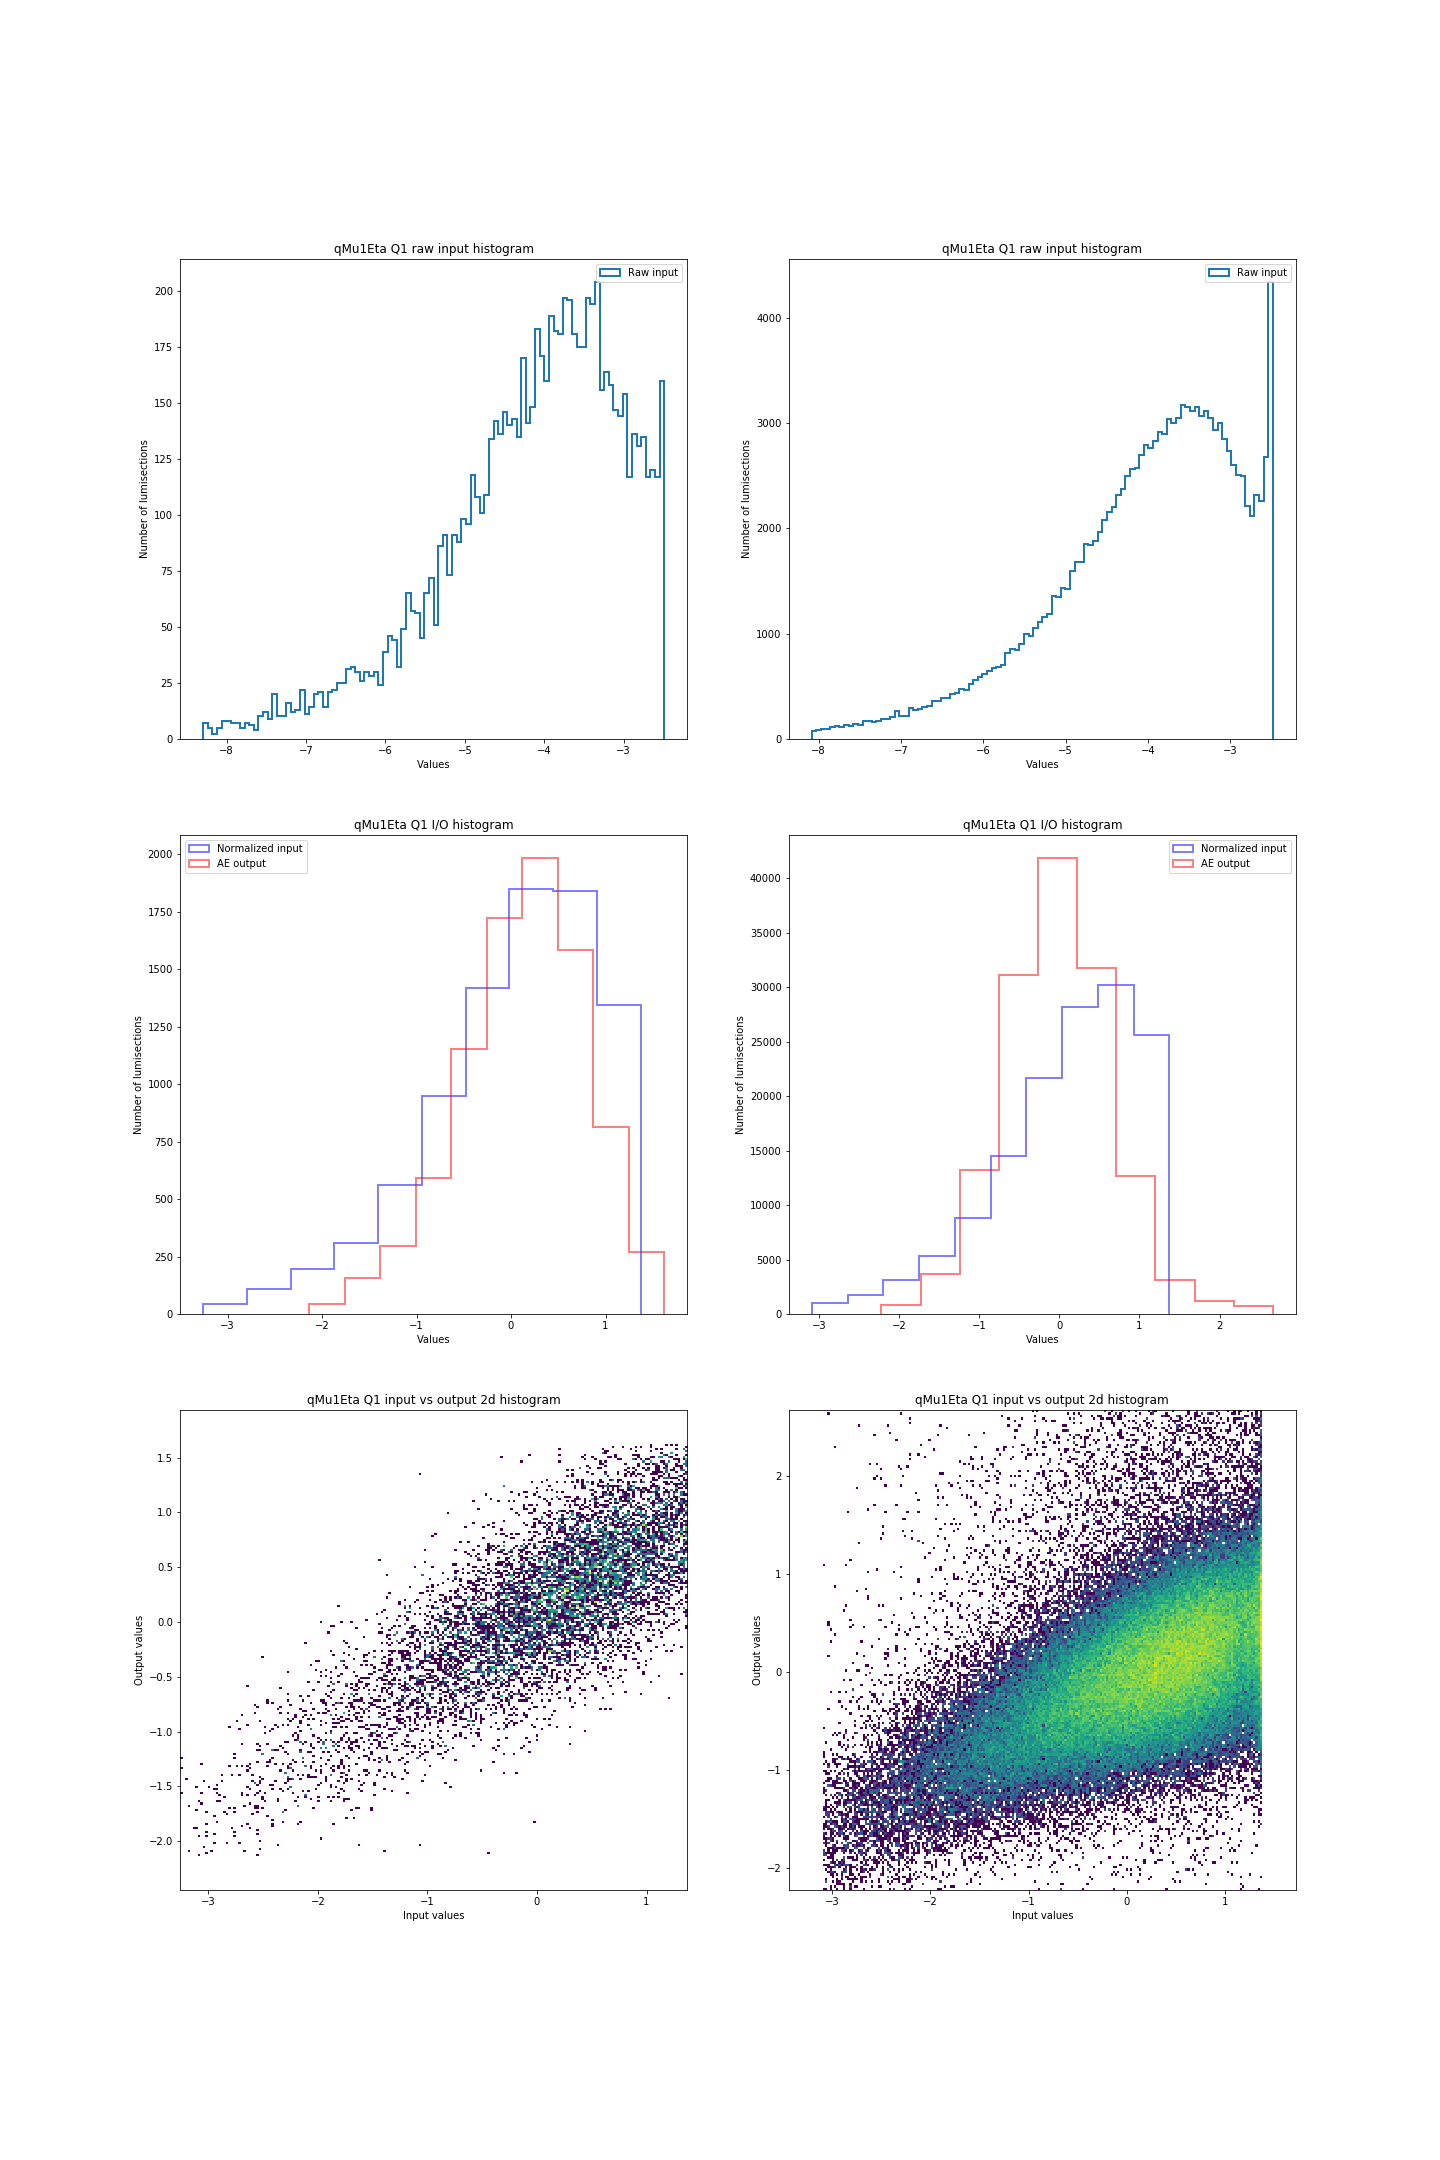 qMu1Eta Q1 raw input histogram
Raw input
Number of lumisections
200
175
150
125
100
75
50
25
0
−8 −7 −6 −5 −4 −3
Values
qMu1Eta Q1 raw input histogram
Raw input
Number of lumisections
4000
3000
2000
1000
0
−8 −7 −6 −5 −4 −3
Values
qMu1Eta Q1 I/O histogram
Normalized input
AE output
Number of lumisections
2000
1750
1500
1250
1000
750
500
250
0
−3 −2 −1 0 1
Values
qMu1Eta Q1 I/O histogram
Normalized input
AE output
Number of lumisections
40000
35000
30000
25000
20000
15000
10000
5000
0
−3 −2 −1 0 1 2
Values
qMu1Eta Q1 input vs output 2d histogram
Output values
1.5
1.0
0.5
0.0
−0.5
−1.0
−1.5
−2.0
−3 −2 −1 0 1
Input values
qMu1Eta Q1 input vs output 2d histogram
Output values
2
1
0
−1
−2
−3 −2 −1 0 1
Input values